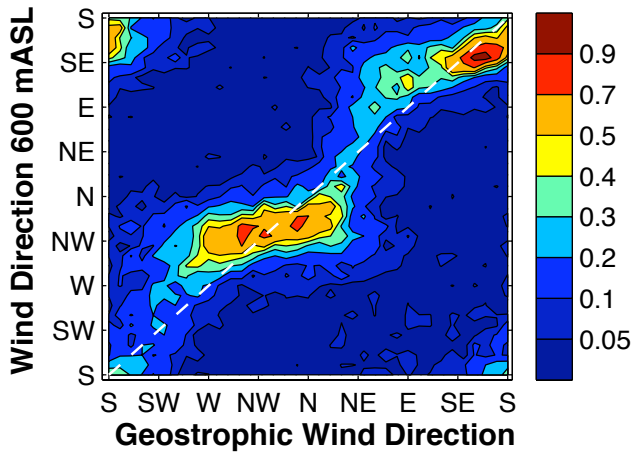 Wind Direction 600 mASL
S
SE
E
NE
N
NW
W
SW
S
S SW W NW N NE E SE S
Geostrophic Wind Direction
0.9
0.7
0.5
0.4
0.3
0.2
0.1
0.05